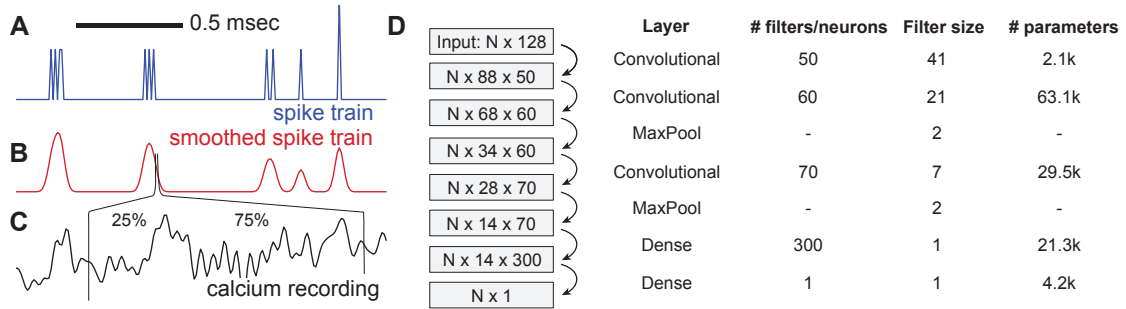 A
0.5 msec
spike train
smoothed spike train
B
25% 75%
C
calcium recording
D
Input: N x 128
N x 88 x 50
N x 68 x 60
N x 34 x 60
N x 28 x 70
N x 14 x 70
N x 14 x 300
N x 1
Layer # filters/neurons Filter size # parameters
Convolutional 50 41 2.1k
Convolutional 60 21 63.1k
MaxPool - 2 -
Convolutional 70 7 29.5k
MaxPool - 2 -
Dense 300 1 21.3k
Dense 1 1 4.2k